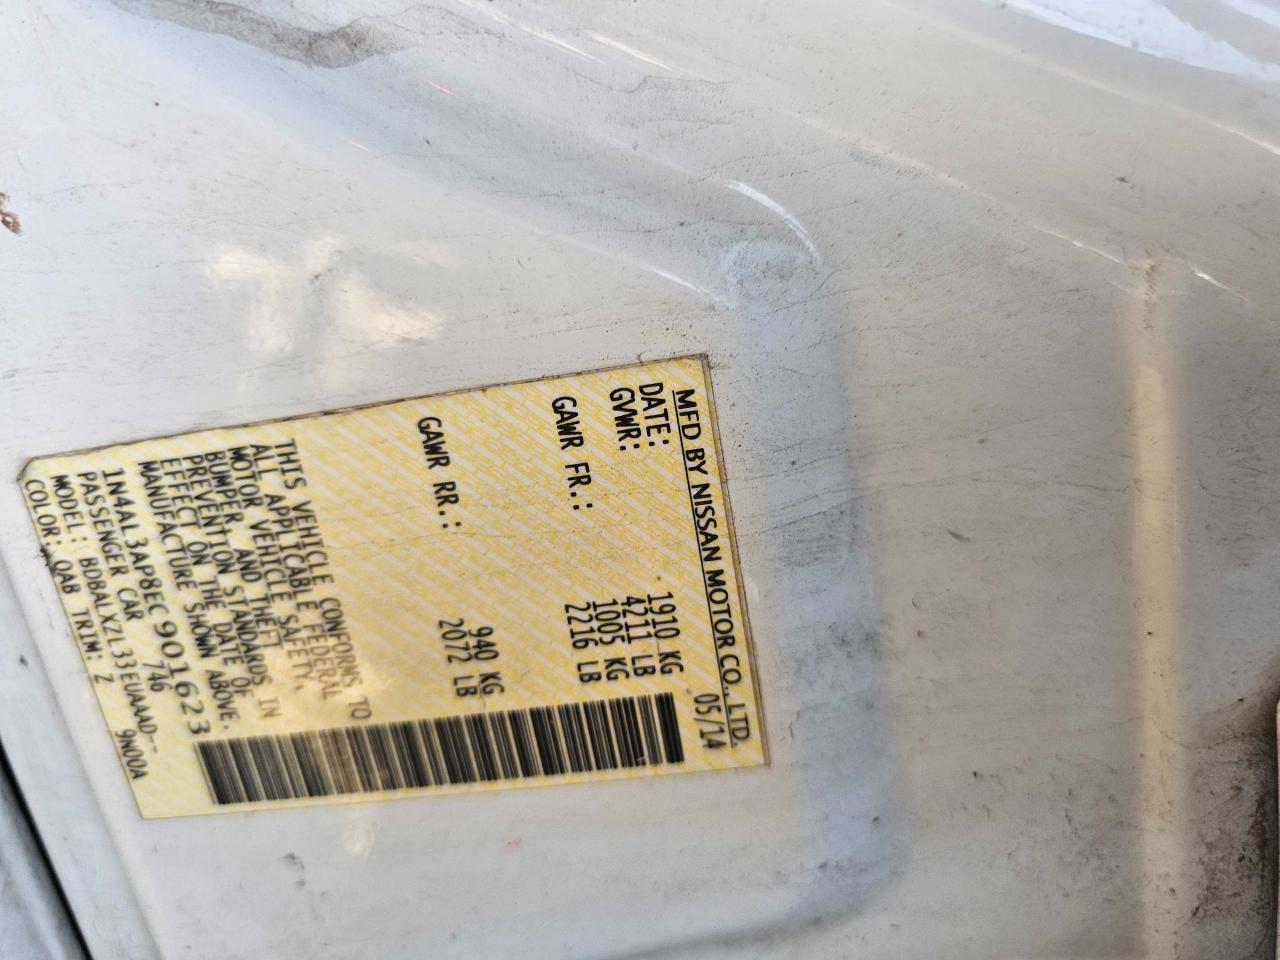 MFD BY NISSAN MOTOR CO.,LTD.
DATE: 05/14
GVWR: 1910 KG
4211 LB
GAWR FR.: 1005 KG
2216 LB
GAWR RR.: 940 KG
2072 LB
THIS VEHICLE CONFORMS TO
ALL APPLICABLE FEDERAL
MOTOR VEHICLE SAFETY,
BUMPER, AND THEFT
PREVENTION STANDARDS IN
EFFECT ON THE DATE OF
MANUFACTURE SHOWN ABOVE.
1N4AL3AP8EC901623
PASSENGER CAR 746
MODEL: BDBALXZL33EUAAAD--
COLOR: QAB TRIM: Z 9N00A